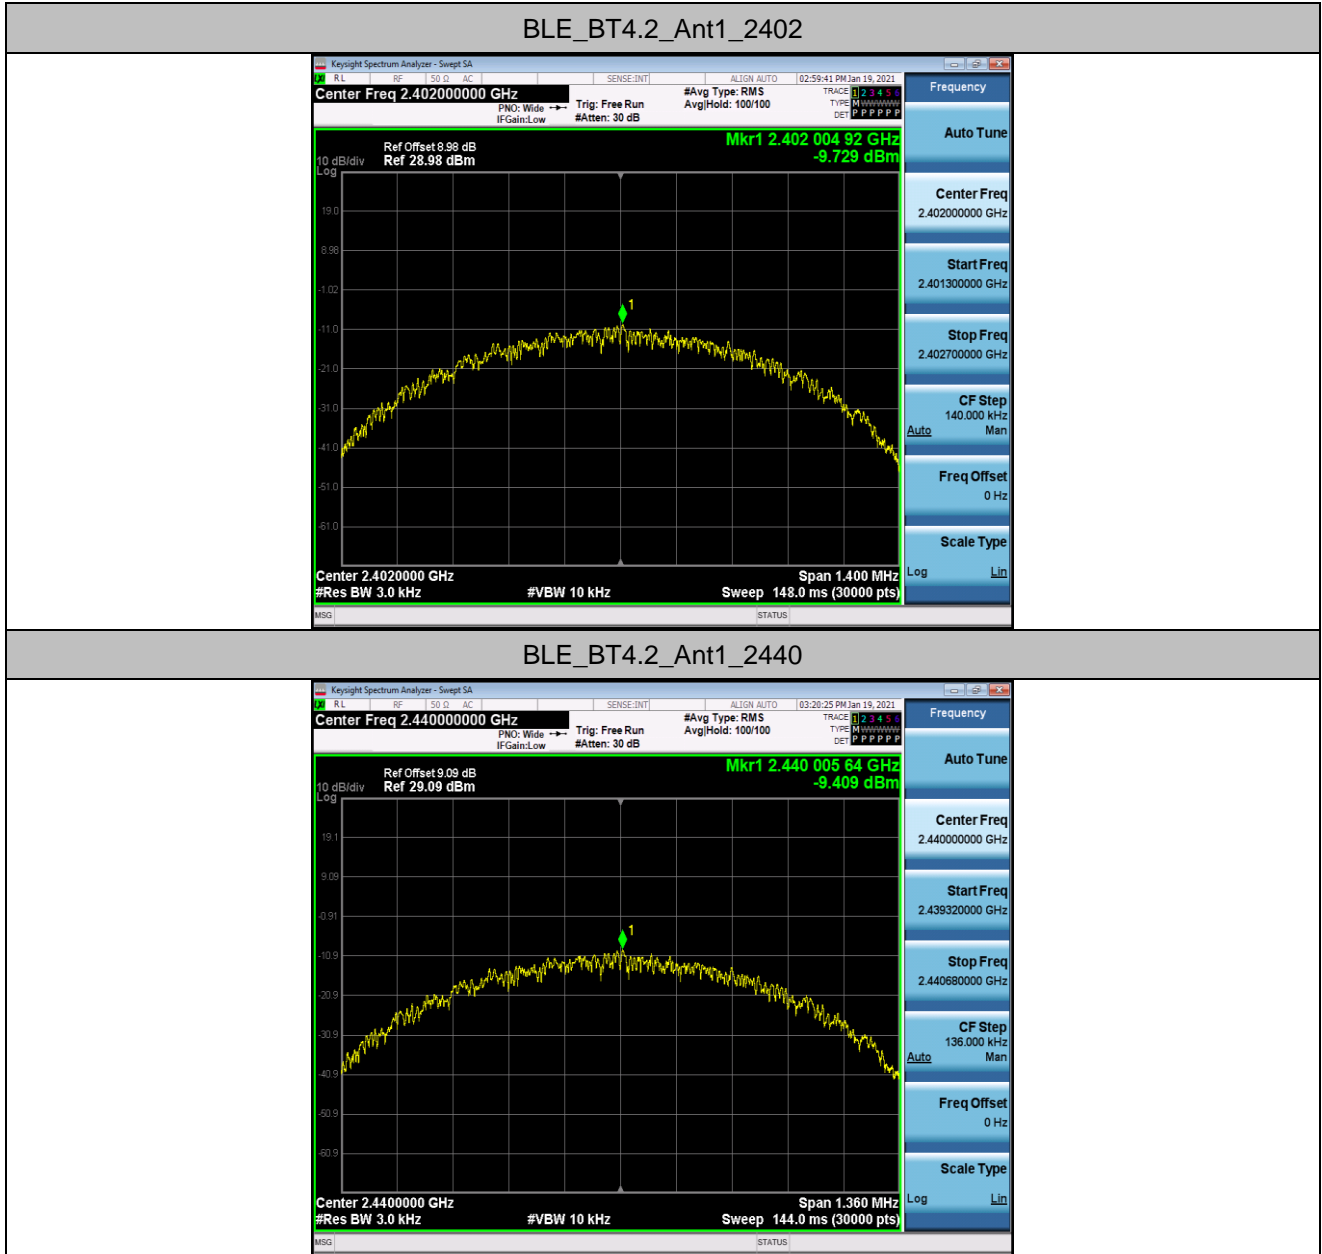 BLE_BT4.2_Ant1_2402
Keysight Spectrum Analyzer - Swept SA
RL RF 50 Ω AC SENSE:INT ALIGN AUTO 02:59:41 PM Jan 19, 2021
Center Freq 2.402000000 GHz
PNO: Wide
IFGain:Low
Trig: Free Run
#Atten: 30 dB
#Avg Type: RMS
Avg|Hold: 100/100
TRACE 1 2 3 4 5 6
TYPE M WWWWW
DET P P P P P P
Ref Offset 8.98 dB
10 dB/div Ref 28.98 dBm
Log
Mkr1 2.402 004 92 GHz
-9.729 dBm
19.0
8.98
-1.02
1
-11.0
-21.0
-31.0
-41.0
-51.0
-61.0
Center 2.4020000 GHz Span 1.400 MHz
#Res BW 3.0 kHz #VBW 10 kHz Sweep 148.0 ms (30000 pts)
MSG STATUS
Frequency
Auto Tune
Center Freq
2.402000000 GHz
Start Freq
2.401300000 GHz
Stop Freq
2.402700000 GHz
CF Step
140.000 kHz
Auto Man
Freq Offset
0 Hz
Scale Type
Log Lin
BLE_BT4.2_Ant1_2440
Keysight Spectrum Analyzer - Swept SA
RL RF 50 Ω AC SENSE:INT ALIGN AUTO 03:20:25 PM Jan 19, 2021
Center Freq 2.440000000 GHz
PNO: Wide
IFGain:Low
Trig: Free Run
#Atten: 30 dB
#Avg Type: RMS
Avg|Hold: 100/100
TRACE 1 2 3 4 5 6
TYPE M WWWWW
DET P P P P P P
Ref Offset 9.09 dB
10 dB/div Ref 29.09 dBm
Log
Mkr1 2.440 005 64 GHz
-9.409 dBm
19.1
9.09
-0.91
1
-10.9
-20.9
-30.9
-40.9
-50.9
-60.9
Center 2.4400000 GHz Span 1.360 MHz
#Res BW 3.0 kHz #VBW 10 kHz Sweep 144.0 ms (30000 pts)
MSG STATUS
Frequency
Auto Tune
Center Freq
2.440000000 GHz
Start Freq
2.439320000 GHz
Stop Freq
2.440680000 GHz
CF Step
136.000 kHz
Auto Man
Freq Offset
0 Hz
Scale Type
Log Lin